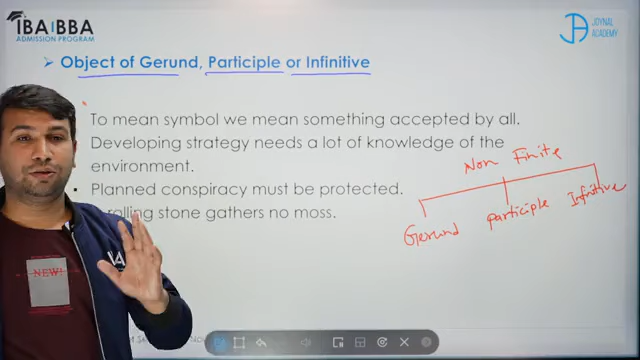 IBA|BBA
ADMISSION PROGRAM
JOYNAL
ACADEMY
Object of Gerund, Participle or Infinitive
To mean symbol we mean something accepted by all.
Developing strategy needs a lot of knowledge of the
environment.
Planned conspiracy must be protected.
rolling stone gathers no moss.
Non Finite
Gerund participle Infinitive
NEW!
IA